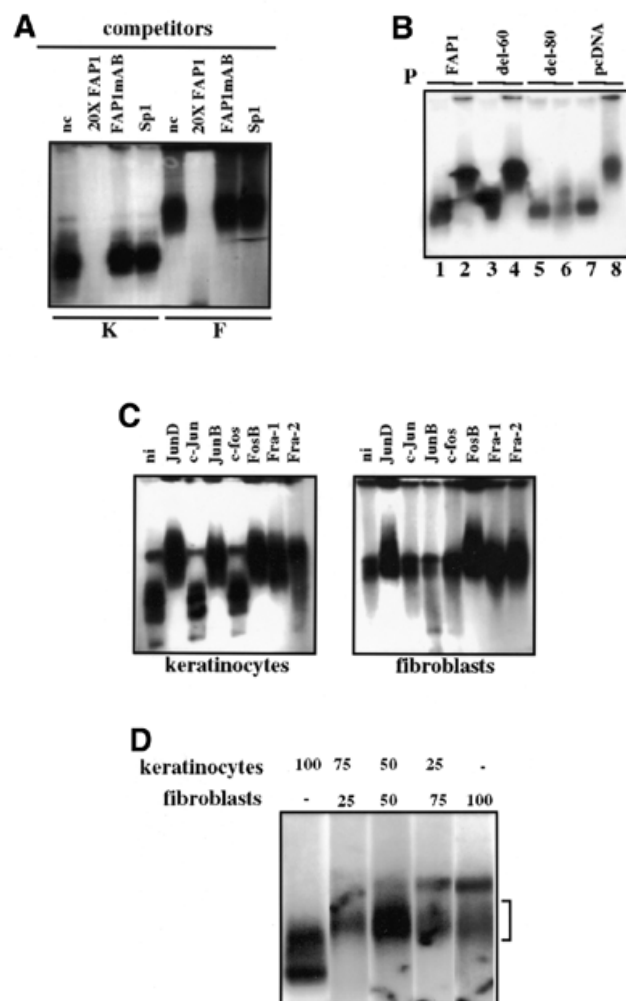 A
competitors
nc 20X FAP1 FAP1mAB Sp1 nc 20X FAP1 FAP1mAB Sp1
K F
B
P FAP1 del-60 del-80 pcDNA
1 2 3 4 5 6 7 8
C
ni JunD c-Jun JunB c-fos FosB Fra-1 Fra-2
ni JunD c-Jun JunB c-fos FosB Fra-1 Fra-2
keratinocytes fibroblasts
D
keratinocytes 100 75 50 25 -
fibroblasts - 25 50 75 100